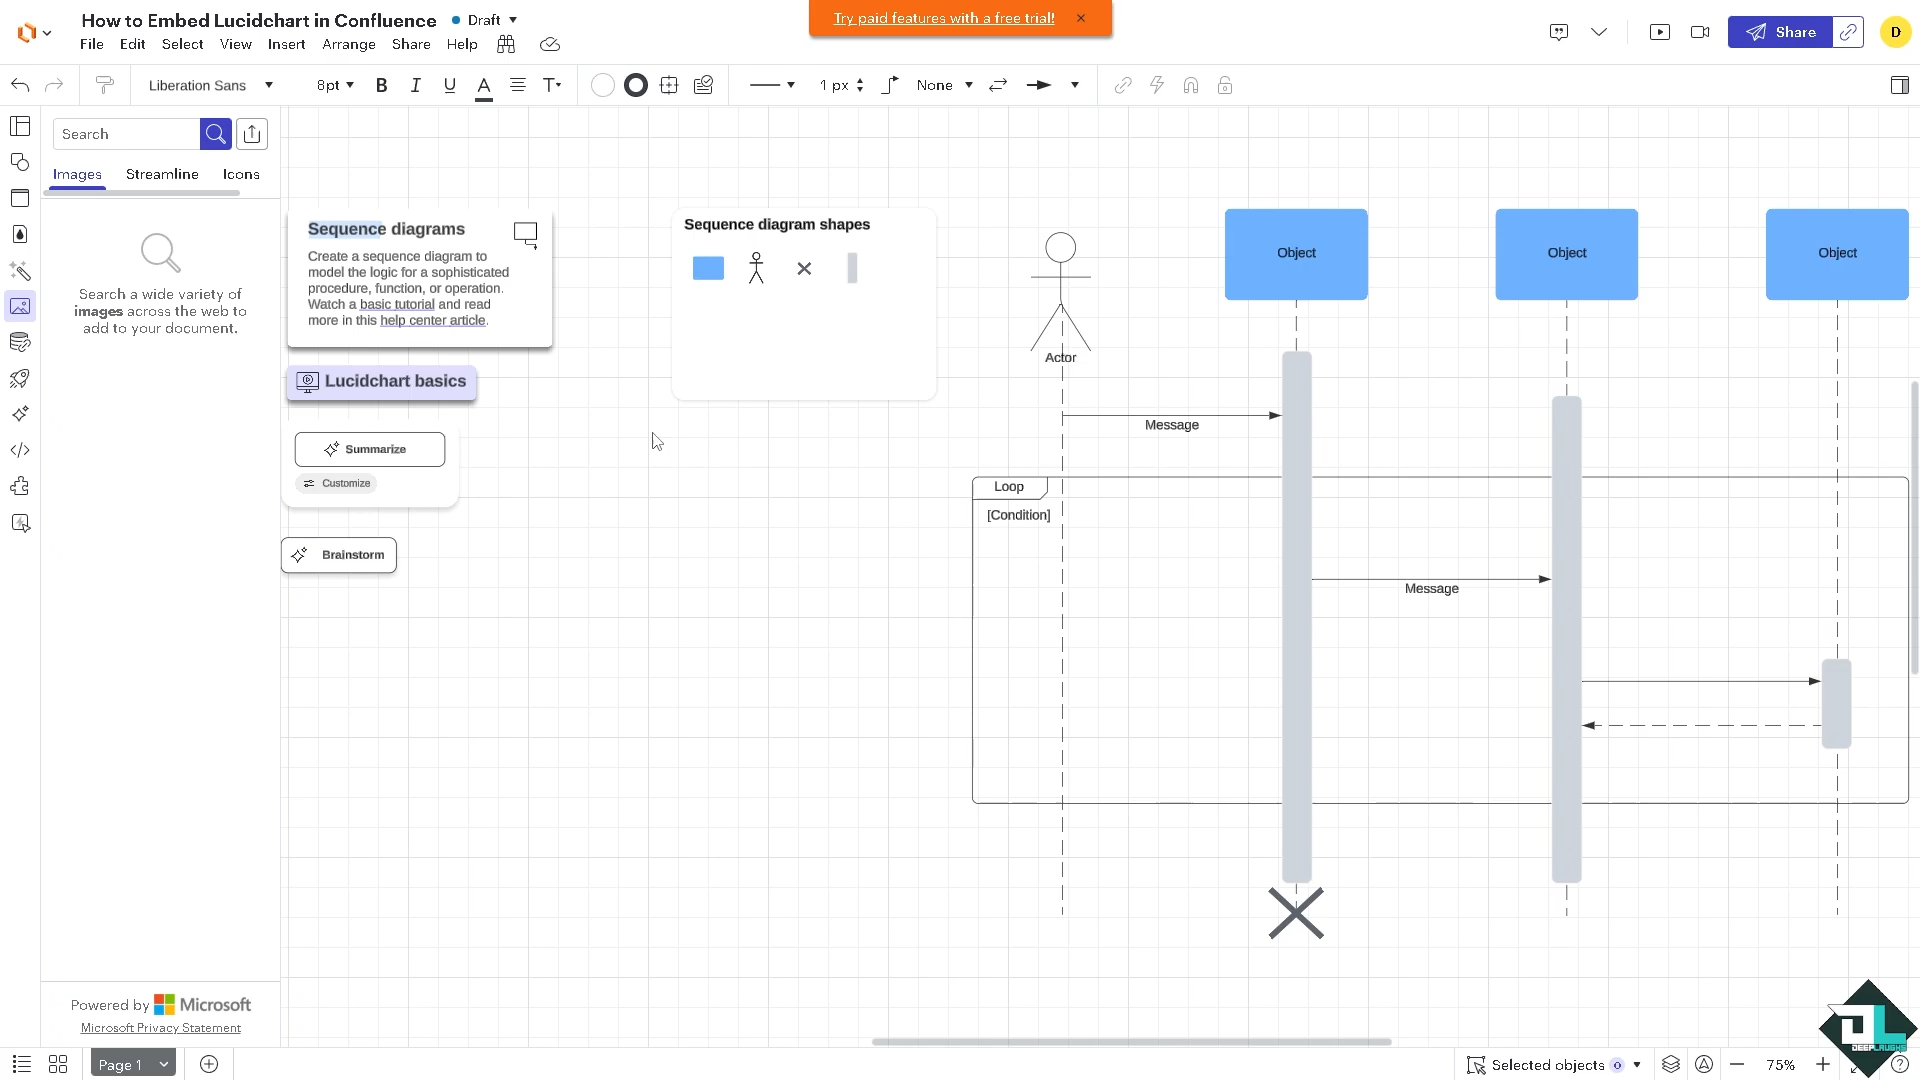 How to Embed Lucidchart in Confluence
Draft
Try paid features with a free trial!
File Edit Select View Insert Arrange Share Help
Share
D
Liberation Sans
8pt
B I U A T
1 px
None
Search
Images Streamline Icons
Search a wide variety of
images across the web to
add to your document.
Sequence diagrams
Create a sequence diagram to
model the logic for a sophisticated
procedure, function, or operation.
Watch a basic tutorial and read
more in this help center article.
Lucidchart basics
Summarize
Customize
Brainstorm
Sequence diagram shapes
Actor
Object
Object
Object
Message
Loop
[Condition]
Message
Powered by Microsoft
Microsoft Privacy Statement
Page 1
Selected objects 0
75%
DEEPLAUGHS